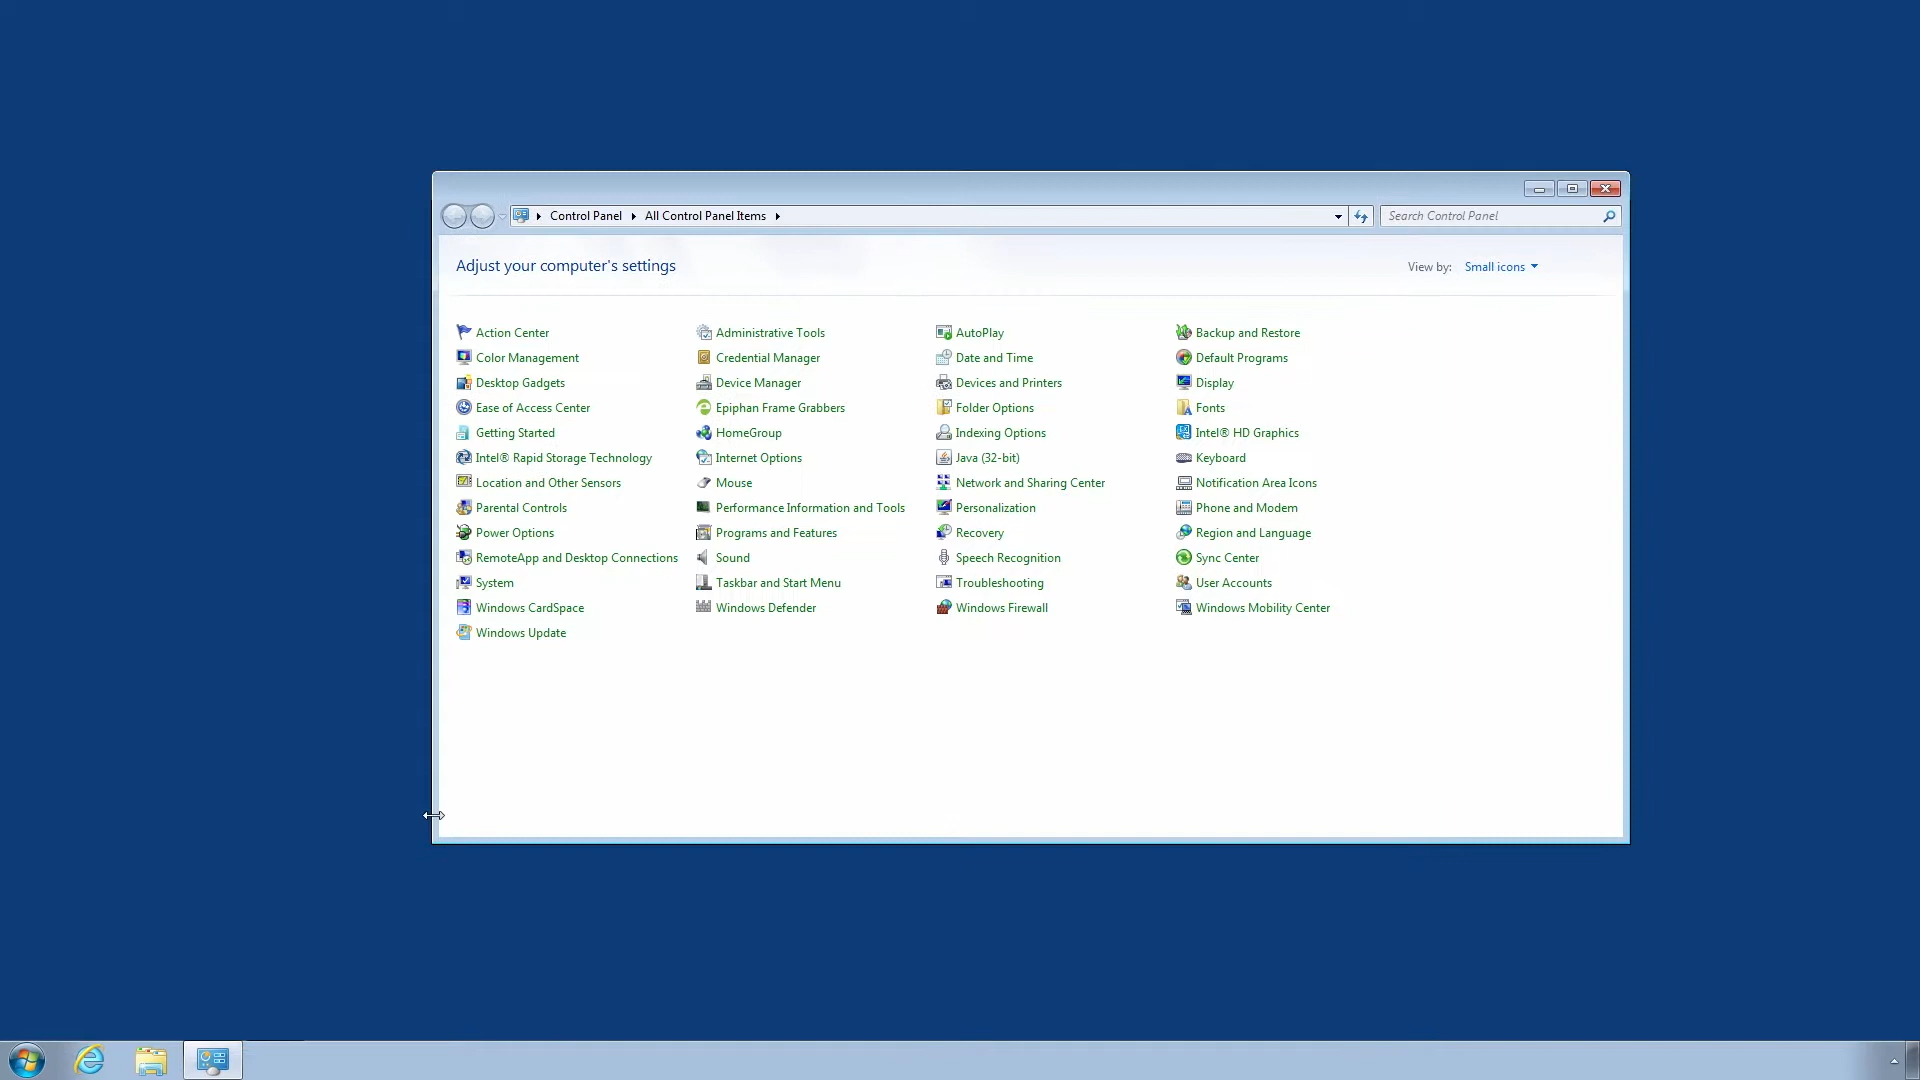 Control Panel All Control Panel Items Search Control Panel
Adjust your computer's settings View by: Small icons
Action Center Administrative Tools AutoPlay Backup and Restore
Color Management Credential Manager Date and Time Default Programs
Desktop Gadgets Device Manager Devices and Printers Display
Ease of Access Center Epiphan Frame Grabbers Folder Options Fonts
Getting Started HomeGroup Indexing Options Intel® HD Graphics
Intel® Rapid Storage Technology Internet Options Java (32-bit) Keyboard
Location and Other Sensors Mouse Network and Sharing Center Notification Area Icons
Parental Controls Performance Information and Tools Personalization Phone and Modem
Power Options Programs and Features Recovery Region and Language
RemoteApp and Desktop Connections Sound Speech Recognition Sync Center
System Taskbar and Start Menu Troubleshooting User Accounts
Windows CardSpace Windows Defender Windows Firewall Windows Mobility Center
Windows Update